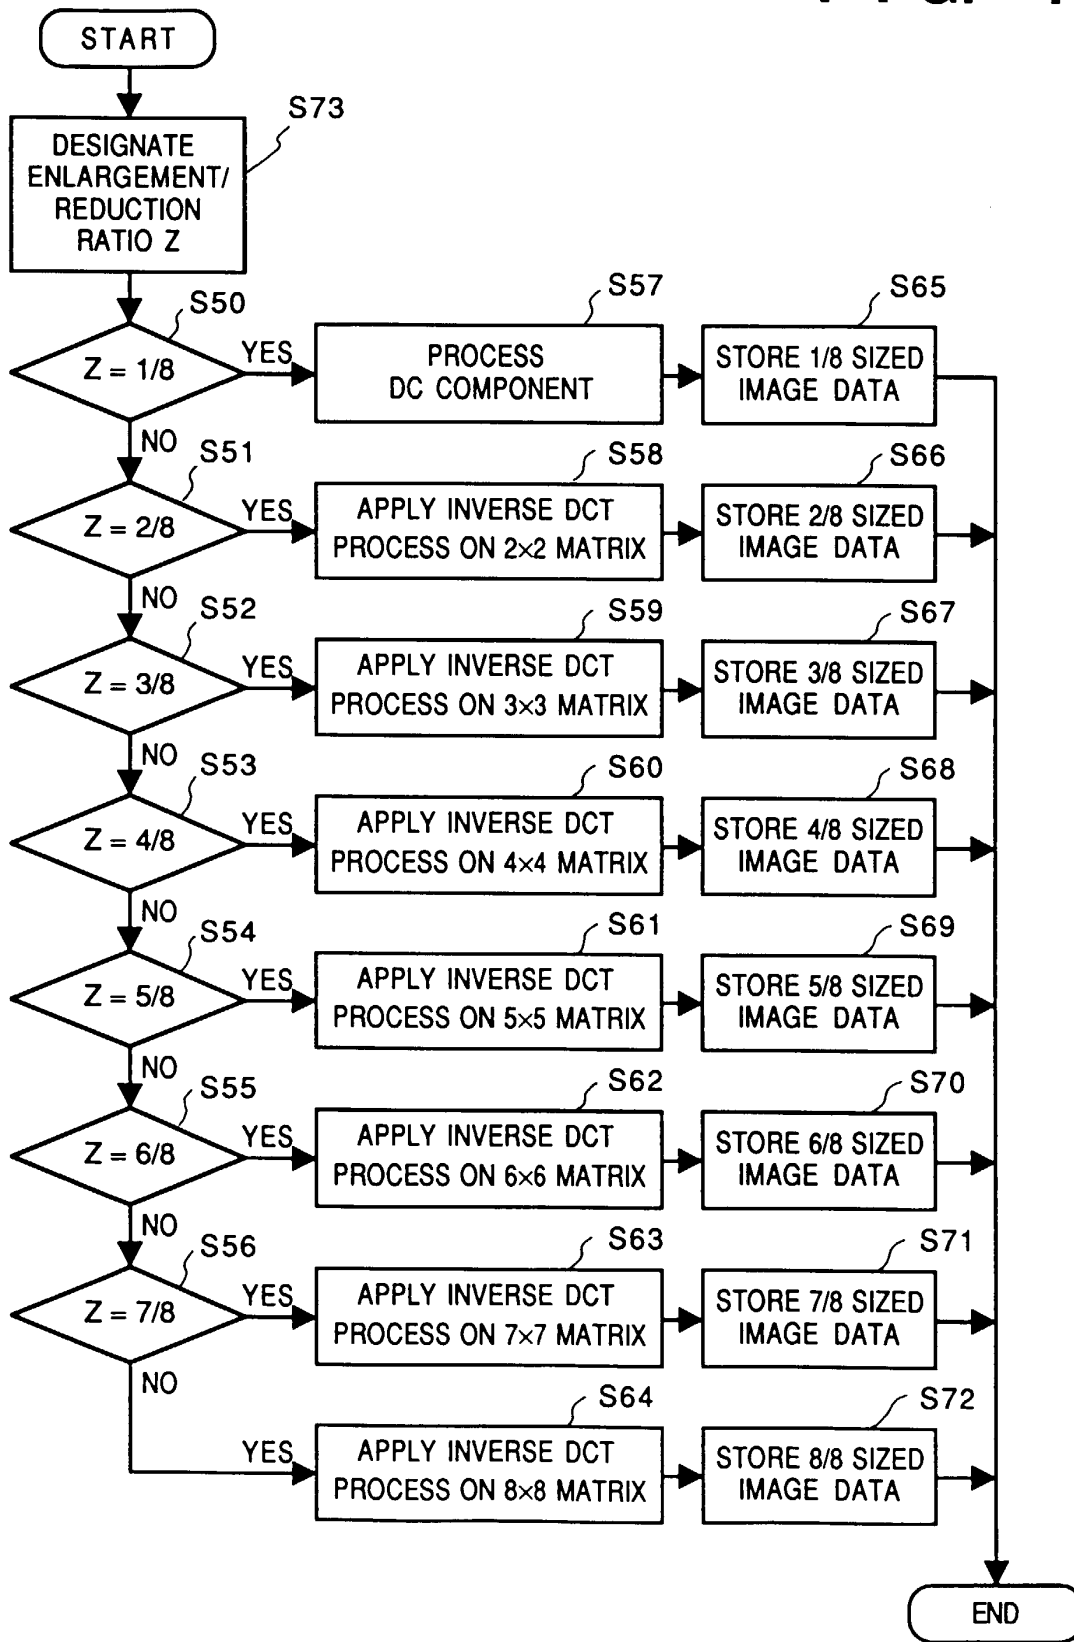 START
S73
DESIGNATE
ENLARGEMENT/
REDUCTION
RATIO Z
S50
Z = 1/8
YES
NO
S57
PROCESS
DC COMPONENT
S65
STORE 1/8 SIZED
IMAGE DATA
S51
Z = 2/8
YES
NO
S58
APPLY INVERSE DCT
PROCESS ON 2×2 MATRIX
S66
STORE 2/8 SIZED
IMAGE DATA
S52
Z = 3/8
YES
NO
S59
APPLY INVERSE DCT
PROCESS ON 3×3 MATRIX
S67
STORE 3/8 SIZED
IMAGE DATA
S53
Z = 4/8
YES
NO
S60
APPLY INVERSE DCT
PROCESS ON 4×4 MATRIX
S68
STORE 4/8 SIZED
IMAGE DATA
S54
Z = 5/8
YES
NO
S61
APPLY INVERSE DCT
PROCESS ON 5×5 MATRIX
S69
STORE 5/8 SIZED
IMAGE DATA
S55
Z = 6/8
YES
NO
S62
APPLY INVERSE DCT
PROCESS ON 6×6 MATRIX
S70
STORE 6/8 SIZED
IMAGE DATA
S56
Z = 7/8
YES
NO
S63
APPLY INVERSE DCT
PROCESS ON 7×7 MATRIX
S71
STORE 7/8 SIZED
IMAGE DATA
YES
S64
APPLY INVERSE DCT
PROCESS ON 8×8 MATRIX
S72
STORE 8/8 SIZED
IMAGE DATA
END